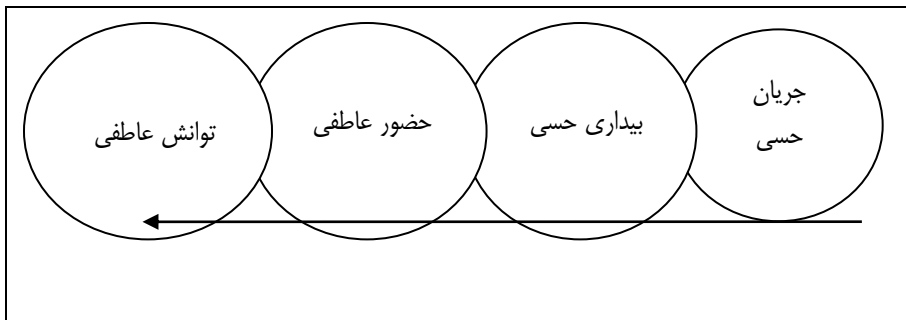 جریان
حسی
بیداری حسی
حضور عاطفی
توانش عاطفی